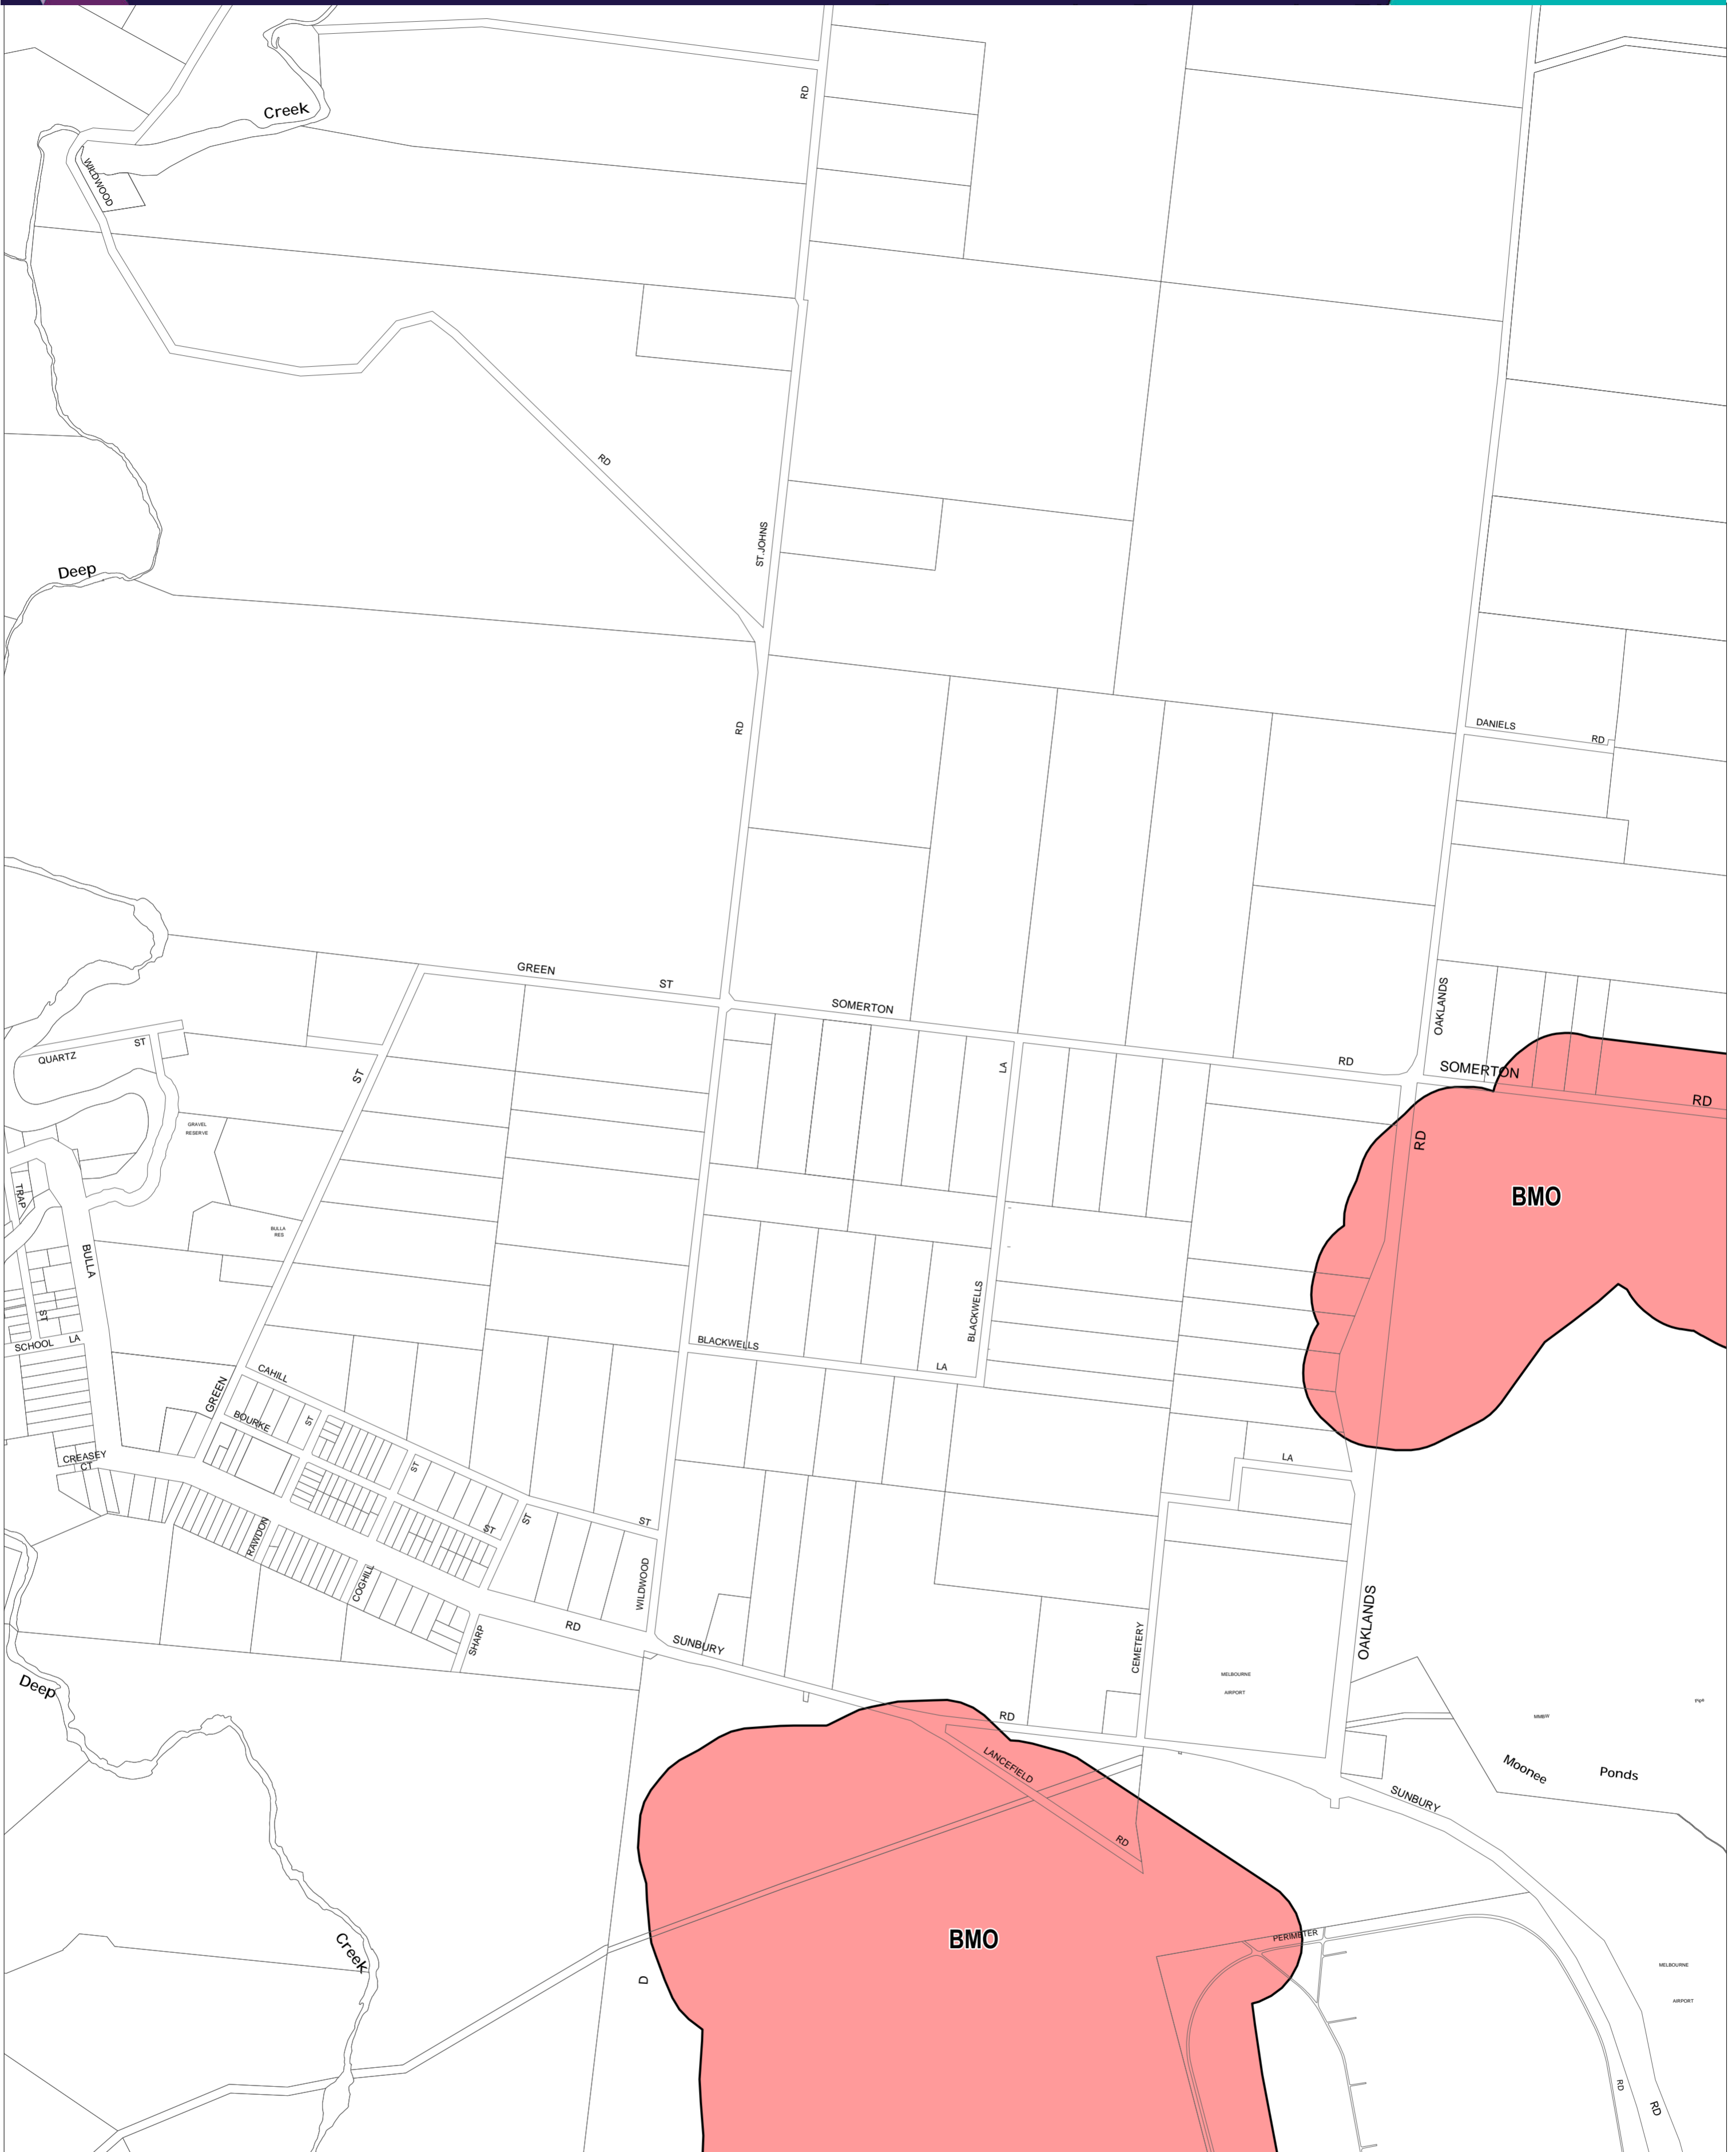 RD
Creek
WILDWOOD
RD
ST.JOHNS
Deep
DANIELS
RD
RD
GREEN
ST
SOMERTON
OAKLANDS
QUARTZ
ST
ST
LA
RD
SOMERTON
RD
GRAVEL
RESERVE
RD
TRAP
BMO
BULLA
RES
BULLA
ST
SCHOOL LA
BLACKWELLS
BLACKWELLS
LA
CAHILL
GREEN
BOURKE
ST
CREASEY
CT
ST
LA
ST
ST
ST
RAWDON
COGHILL
WILDWOOD
OAKLANDS
RD
SHARP
SUNBURY
CEMETERY
MELBOURNE
AIRPORT
Deep
MMBW
RD
LANCEFIELD
Moonee
Ponds
SUNBURY
RD
BMO
PERIMETER
Creek
D
MELBOURNE
AIRPORT
RD
RD